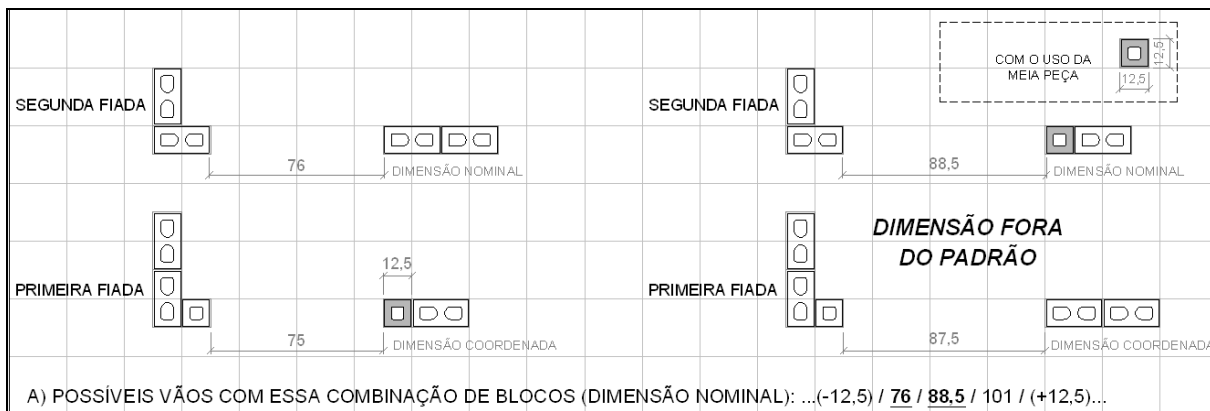 COM O USO DA
MEIA PEÇA
12,5
12,5
SEGUNDA FIADA
76
DIMENSÃO NOMINAL
SEGUNDA FIADA
88,5
DIMENSÃO NOMINAL
PRIMEIRA FIADA
12,5
75
DIMENSÃO COORDENADA
DIMENSÃO FORA
DO PADRÃO
PRIMEIRA FIADA
87,5
DIMENSÃO COORDENADA
A) POSSÍVEIS VÃOS COM ESSA COMBINAÇÃO DE BLOCOS (DIMENSÃO NOMINAL): ...(-12,5) / 76 / 88,5 / 101 / (+12,5)...